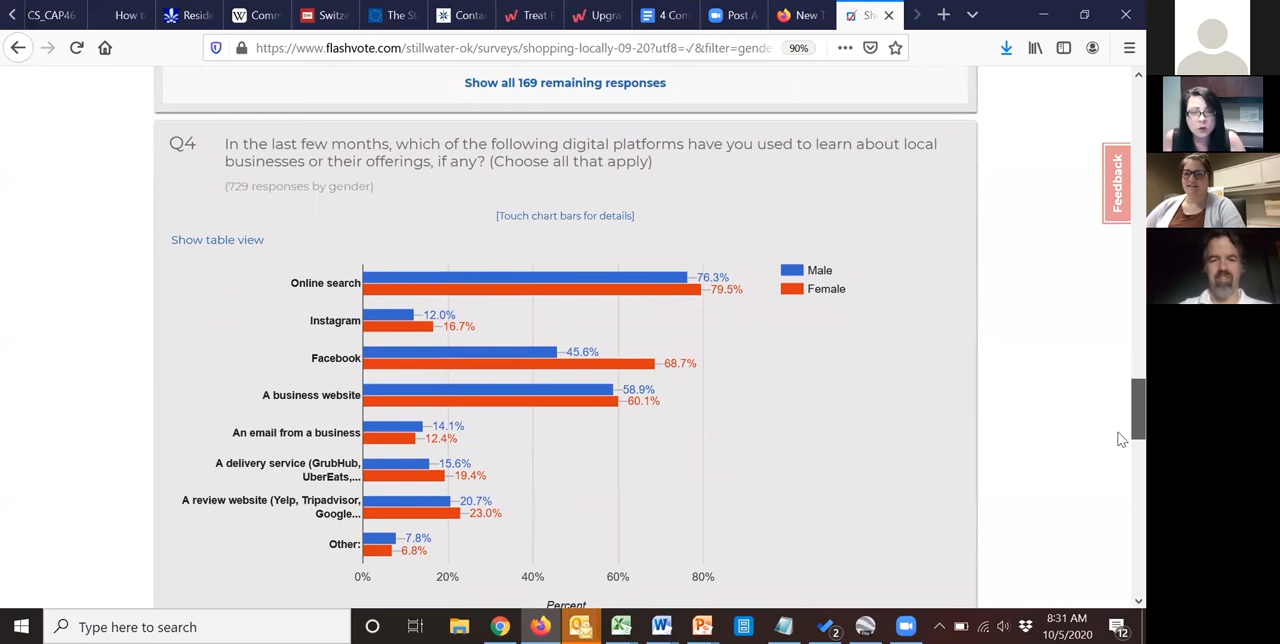 CS_CAP46
How t
Reside
Comm
Switze
The St
Conta
Treat
Upgra
4 Com
Post A
New T
Sh
https://www.flashvote.com/stillwater-ok/surveys/shopping-locally-09-20?utf8=✓&filter=gende
90%
Show all 169 remaining responses
Feedback
Q4
In the last few months, which of the following digital platforms have you used to learn about local
businesses or their offerings, if any? (Choose all that apply)
(729 responses by gender)
[Touch chart bars for details]
Show table view
Male
Female
Online search
76.3%
79.5%
Instagram
12.0%
16.7%
Facebook
45.6%
68.7%
A business website
58.9%
60.1%
An email from a business
14.1%
12.4%
A delivery service (GrubHub,
UberEats,...
15.6%
19.4%
A review website (Yelp, Tripadvisor,
Google...
20.7%
23.0%
Other:
7.8%
6.8%
0%
20%
40%
60%
80%
Percent
Type here to search
2
8:31 AM
10/5/2020
12